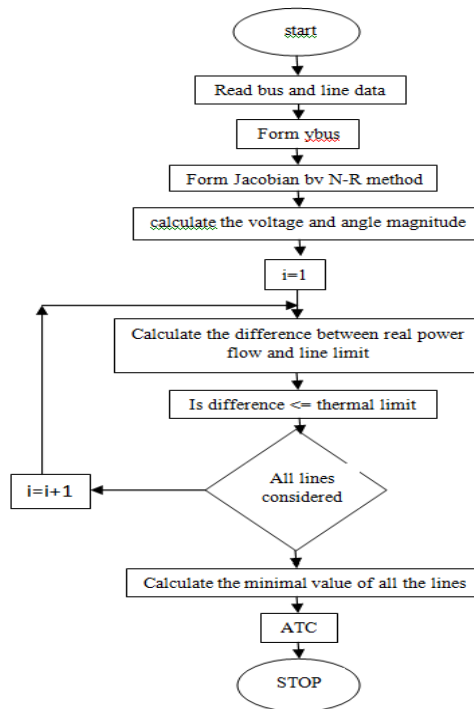 start
Read bus and line data
Form ybus
Form Jacobian by N-R method
calculate the voltage and angle magnitude
i=1
Calculate the difference between real power
flow and line limit
Is difference <= thermal limit
All lines
considered
i=i+1
Calculate the minimal value of all the lines
ATC
STOP